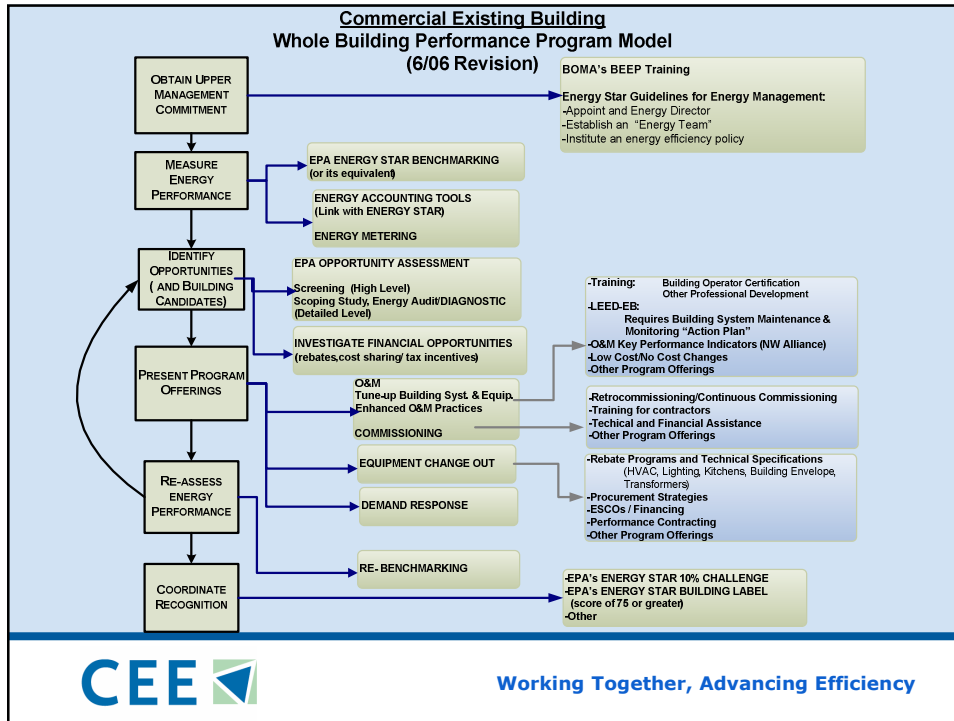 Commercial Existing Building
Whole Building Performance Program Model
(6/06 Revision)
OBTAIN UPPER
MANAGEMENT
COMMITMENT
BOMA's BEEP Training
Energy Star Guidelines for Energy Management:
-Appoint and Energy Director
-Establish an "Energy Team"
-Institute an energy efficiency policy
MEASURE
ENERGY
PERFORMANCE
EPA ENERGY STAR BENCHMARKING
(or its equivalent)
ENERGY ACCOUNTING TOOLS
(Link with ENERGY STAR)
ENERGY METERING
IDENTIFY
OPPORTUNITIES
( AND BUILDING
CANDIDATES)
EPA OPPORTUNITY ASSESSMENT
Screening (High Level)
Scoping Study, Energy Audit/DIAGNOSTIC
(Detailed Level)
INVESTIGATE FINANCIAL OPPORTUNITIES
(rebates,cost sharing/ tax incentives)
PRESENT PROGRAM
OFFERINGS
O&M
Tune-up Building Syst. & Equip.
Enhanced O&M Practices
COMMISSIONING
-Training: Building Operator Certification
Other Professional Development
-LEED-EB:
Requires Building System Maintenance &
Monitoring "Action Plan"
-O&M Key Performance Indicators (NW Alliance)
-Low Cost/No Cost Changes
-Other Program Offerings
-Retrocommissioning/Continuous Commissioning
-Training for contractors
-Techical and Financial Assistance
-Other Program Offerings
EQUIPMENT CHANGE OUT
-Rebate Programs and Technical Specifications
(HVAC, Lighting, Kitchens, Building Envelope,
Transformers)
-Procurement Strategies
-ESCOs / Financing
-Performance Contracting
-Other Program Offerings
DEMAND RESPONSE
RE-ASSESS
ENERGY
PERFORMANCE
RE- BENCHMARKING
COORDINATE
RECOGNITION
-EPA's ENERGY STAR 10% CHALLENGE
-EPA's ENERGY STAR BUILDING LABEL
(score of 75 or greater)
-Other
CEE
Working Together, Advancing Efficiency